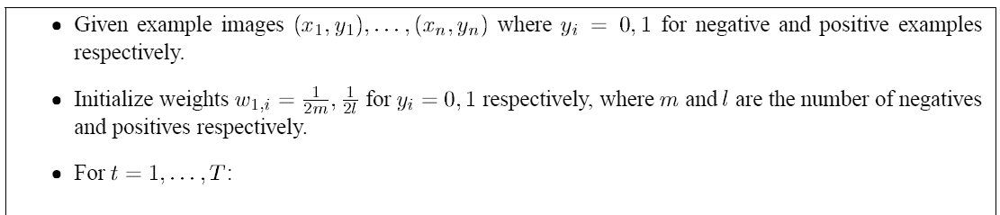 • Given example images $(x_1, y_1), \ldots, (x_n, y_n)$ where $y_i = 0, 1$ for negative and positive examples
respectively.
• Initialize weights $w_{1,i} = \frac{1}{2m}, \frac{1}{2l}$ for $y_i = 0, 1$ respectively, where $m$ and $l$ are the number of negatives
and positives respectively.
• For $t = 1, \ldots, T$: